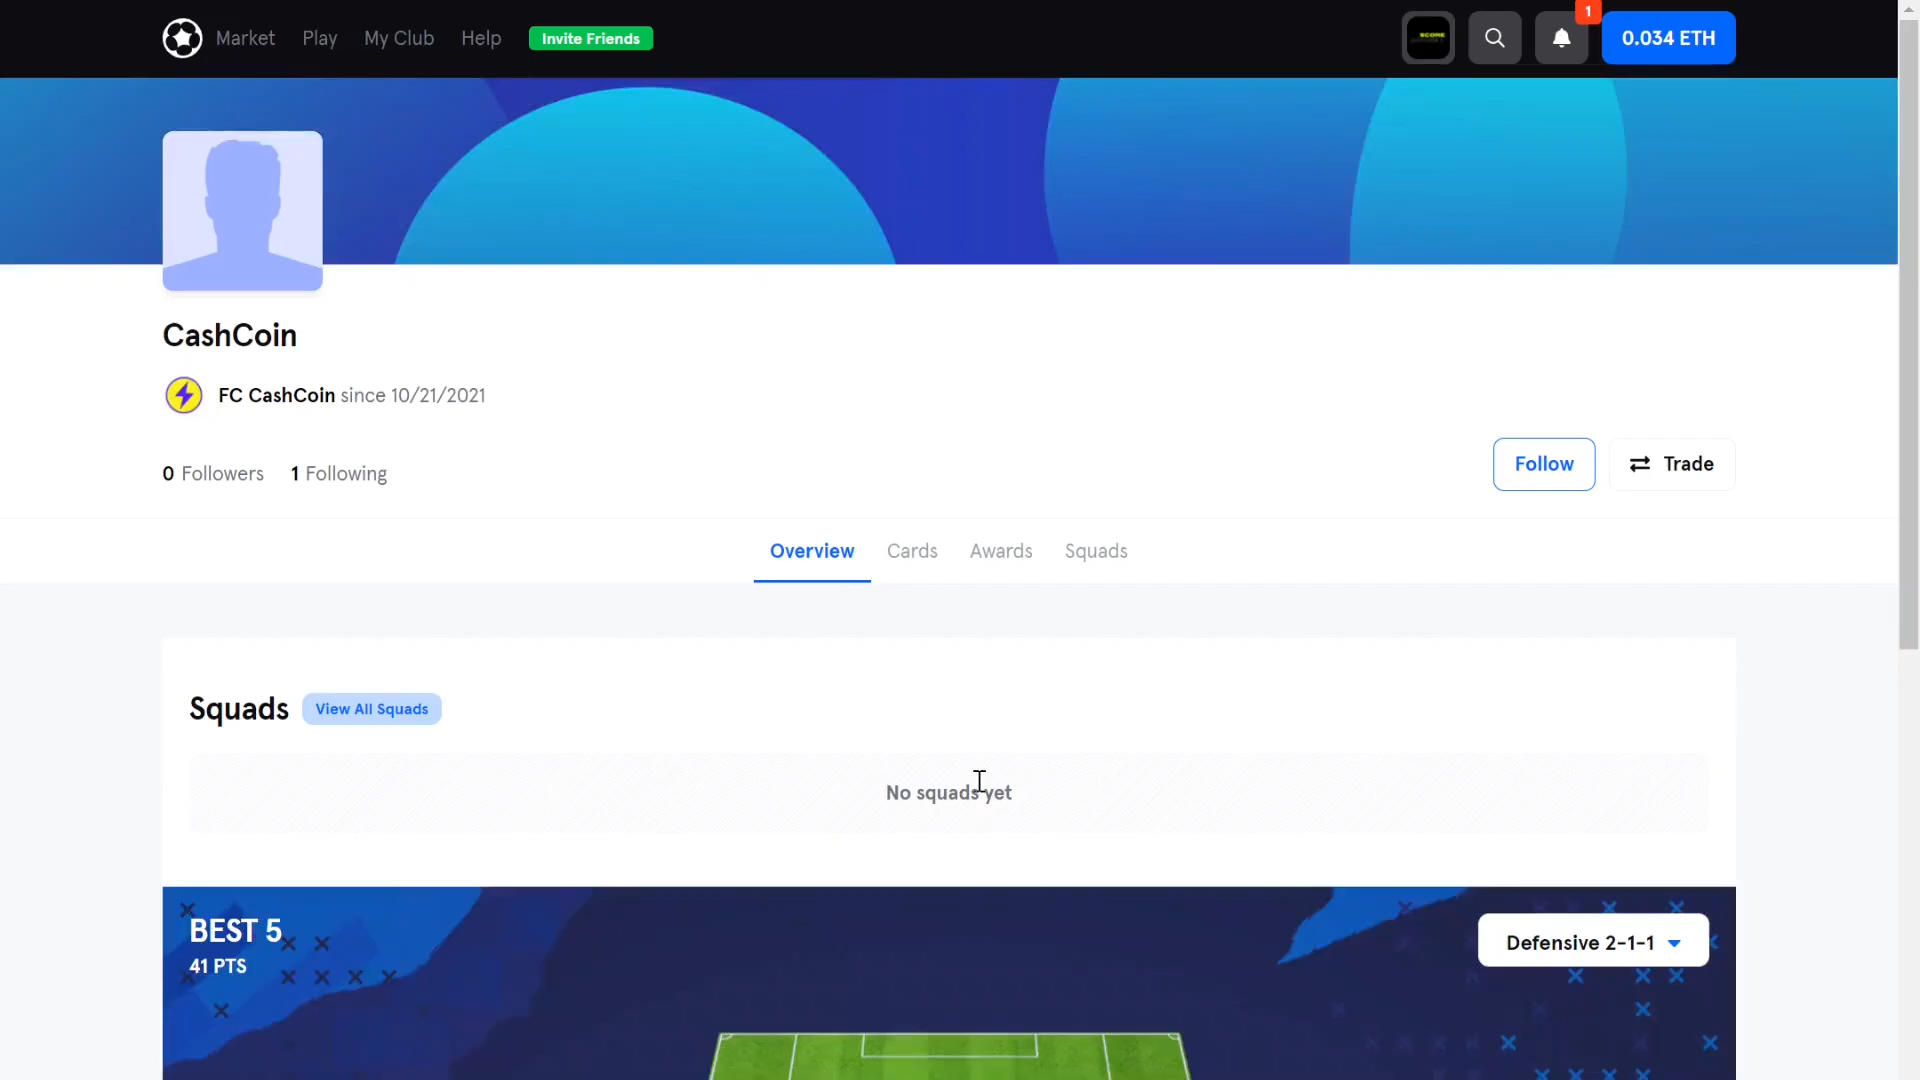 Market Play My Club Help Invite Friends SCORE 1 0.034 ETH
CashCoin
FC CashCoin since 10/21/2021
0 Followers 1 Following
Follow Trade
Overview Cards Awards Squads
Squads View All Squads
No squads yet
BEST 5
41 PTS
Defensive 2-1-1